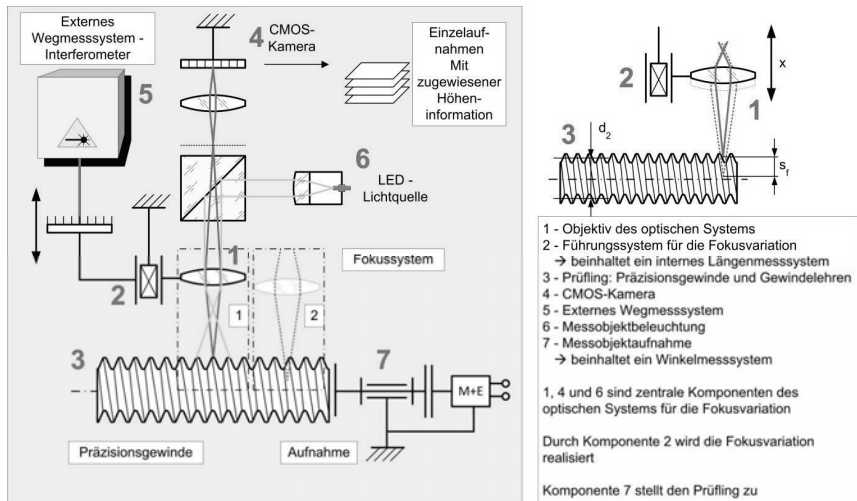 Externes
Wegmesssystem -
Interferometer
5
4
CMOS-
Kamera
Einzelauf-
nahmen
Mit
zugewiesener
Höhen-
information
6
LED -
Lichtquelle
1
2
Fokussystem
1
2
3
7
M+E
Präzisionsgewinde
Aufnahme
x
2
1
3
d2
sf
1 - Objektiv des optischen Systems
2 - Führungssystem für die Fokusvariation
→ beinhaltet ein internes Längenmesssystem
3 - Prüfling: Präzisionsgewinde und Gewindelehren
4 - CMOS-Kamera
5 - Externes Wegmesssystem
6 - Messobjektbeleuchtung
7 - Messobjektaufnahme
→ beinhaltet ein Winkelmesssystem
1, 4 und 6 sind zentrale Komponenten des
optischen Systems für die Fokusvariation
Durch Komponente 2 wird die Fokusvariation
realisiert
Komponente 7 stellt den Prüfling zu